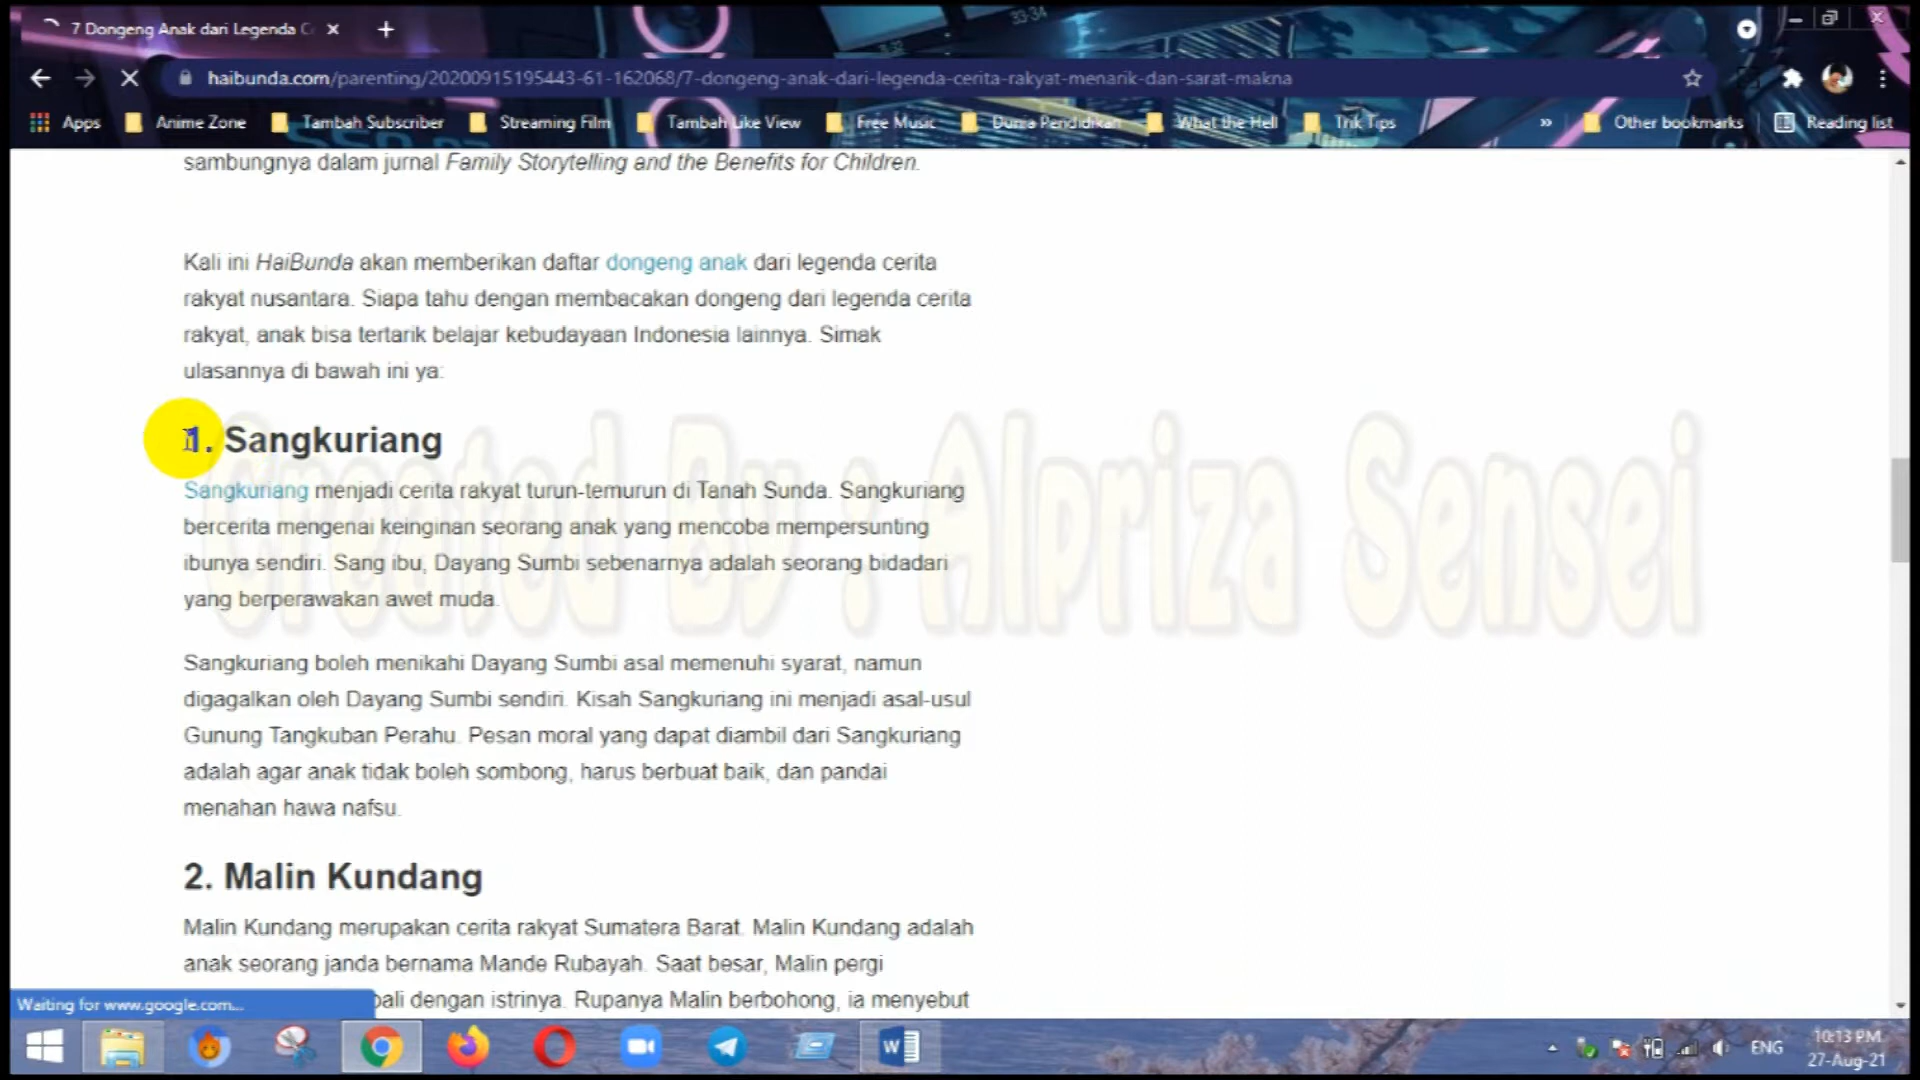 33-34
7 Dongeng Anak dari Legenda C
haibunda.com/parenting/20200915195443-61-162068/7-dongeng-anak-dari-legenda-cerita-rakyat-menarik-dan-sarat-makna
Apps Anime Zone Tambah Subscriber Streaming Film Tambah Like View Free Music Dunia Pendidikan What the Hell Trik Tips » Other bookmarks Reading list
sambungnya dalam jurnal Family Storytelling and the Benefits for Children.
Kali ini HaiBunda akan memberikan daftar dongeng anak dari legenda cerita
rakyat nusantara. Siapa tahu dengan membacakan dongeng dari legenda cerita
rakyat, anak bisa tertarik belajar kebudayaan Indonesia lainnya. Simak
ulasannya di bawah ini ya:
1. Sangkuriang
Sangkuriang menjadi cerita rakyat turun-temurun di Tanah Sunda. Sangkuriang
bercerita mengenai keinginan seorang anak yang mencoba mempersunting
ibunya sendiri. Sang ibu, Dayang Sumbi sebenarnya adalah seorang bidadari
yang berperawakan awet muda.
Created By : Alpriza Sensei
Sangkuriang boleh menikahi Dayang Sumbi asal memenuhi syarat, namun
digagalkan oleh Dayang Sumbi sendiri. Kisah Sangkuriang ini menjadi asal-usul
Gunung Tangkuban Perahu. Pesan moral yang dapat diambil dari Sangkuriang
adalah agar anak tidak boleh sombong, harus berbuat baik, dan pandai
menahan hawa nafsu.
2. Malin Kundang
Malin Kundang merupakan cerita rakyat Sumatera Barat. Malin Kundang adalah
anak seorang janda bernama Mande Rubayah. Saat besar, Malin pergi
bali dengan istrinya. Rupanya Malin berbohong, ia menyebut
Waiting for www.google.com...
ENG
10:13 PM
27-Aug-21